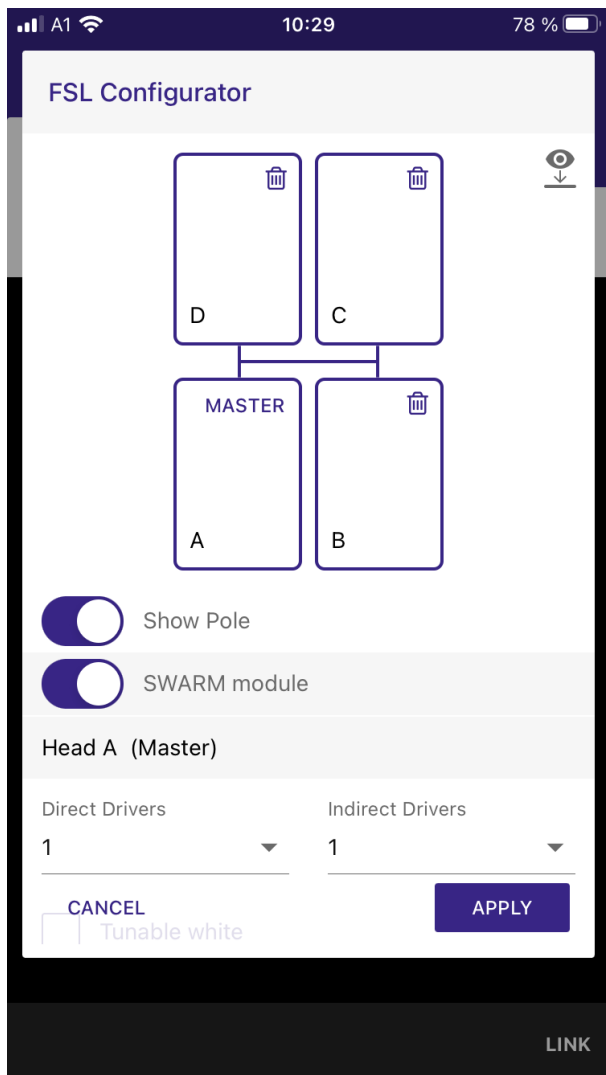 A1 10:29 78 %
FSL Configurator
D C
MASTER
A B
Show Pole
SWARM module
Head A (Master)
Direct Drivers Indirect Drivers
1 1
CANCEL APPLY
Tunable white
LINK